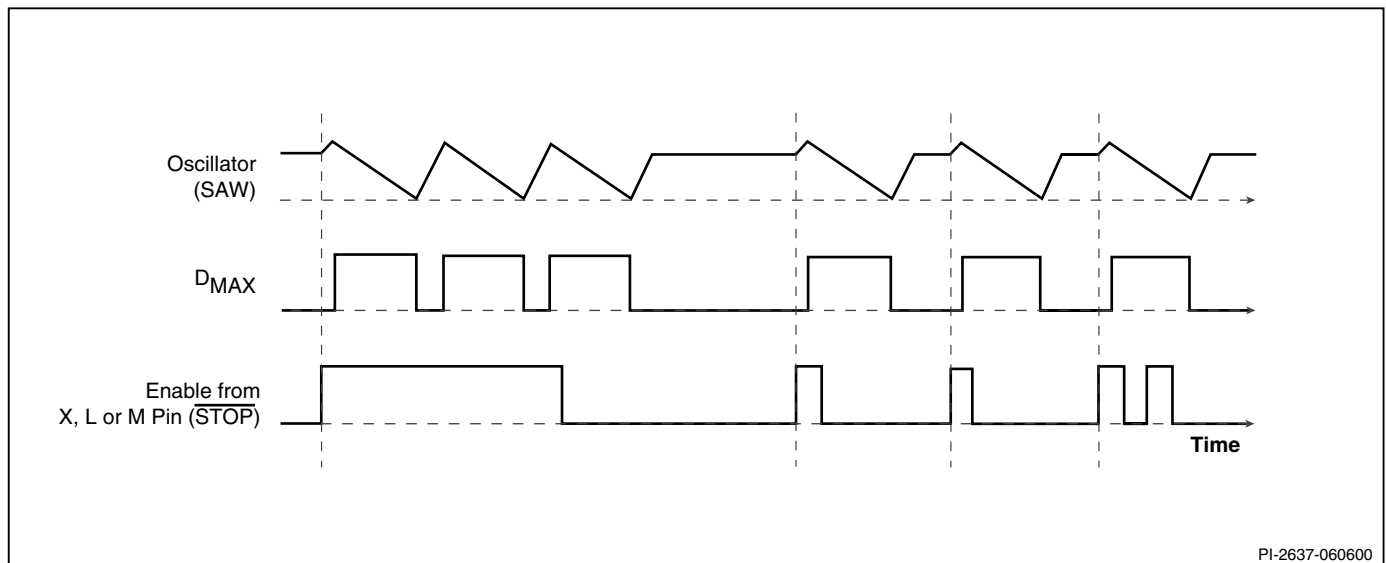 Oscillator
(SAW)
DMAX
Enable from
X, L or M Pin (STOP)
Time
PI-2637-060600